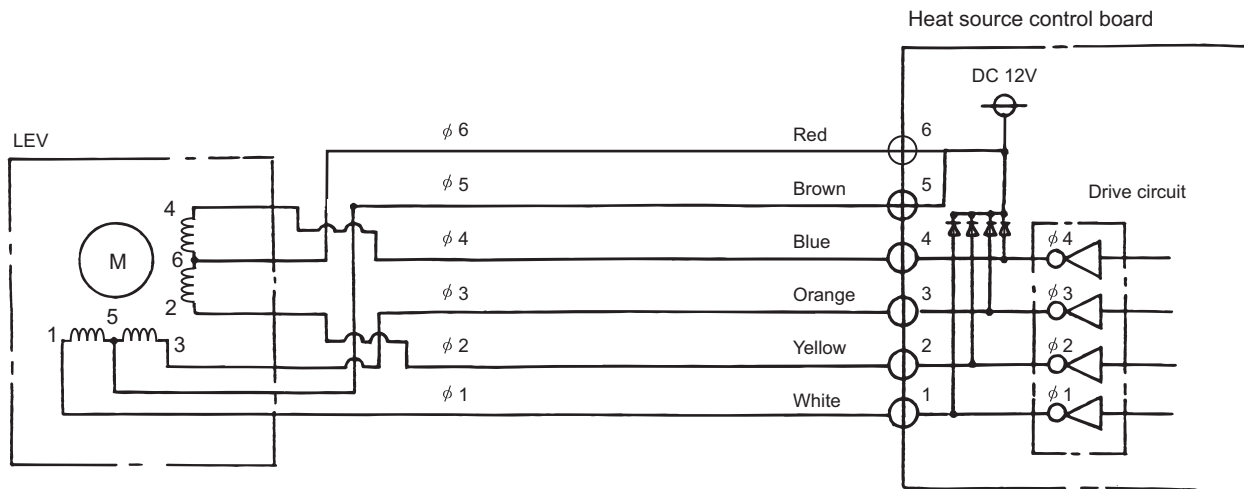 Heat source control board
DC 12V
LEV
ϕ 6 Red 6
ϕ 5 Brown 5
Drive circuit
4
ϕ 4 Blue 4 ϕ 4
M 6
ϕ 3 Orange 3 ϕ 3
2
1 5 3
ϕ 2 Yellow 2 ϕ 2
ϕ 1 White 1 ϕ 1